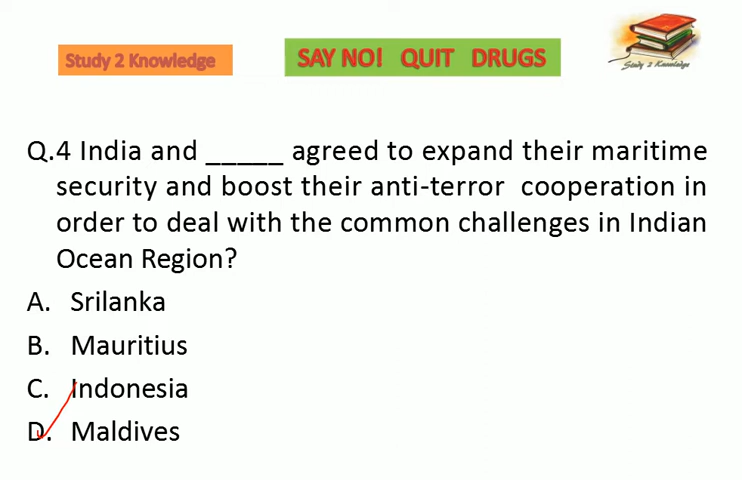 Study 2 Knowledge
SAY NO! QUIT DRUGS
Study 2 Knowledge
Q.4 India and _____ agreed to expand their maritime
security and boost their anti-terror cooperation in
order to deal with the common challenges in Indian
Ocean Region?
A. Srilanka
B. Mauritius
C. Indonesia
D. Maldives